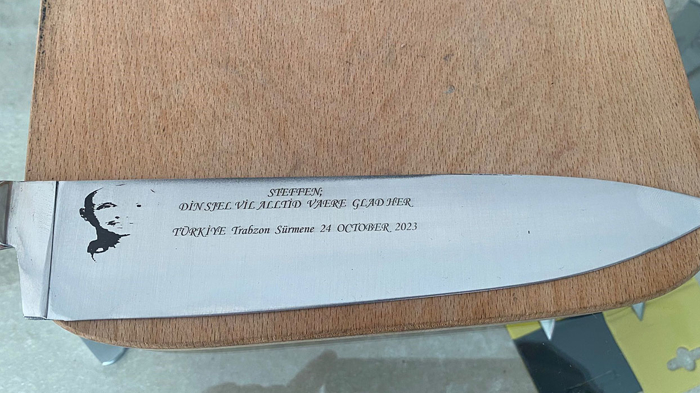 STEFFEN;
DİN SJEL VİL ALLTİD VAERE GLAD HER
TÜRKİYE Trabzon Sürmene 24 OCTOBER 2023